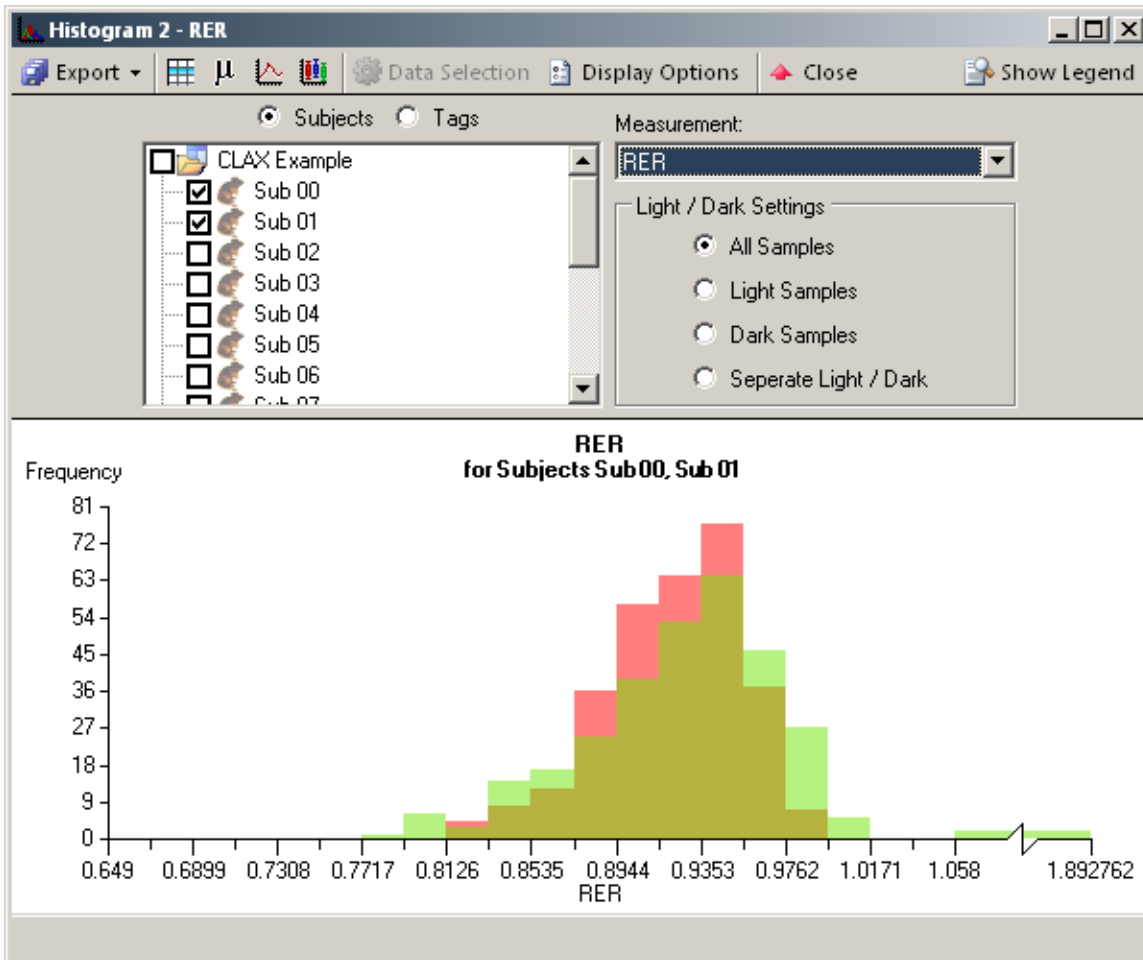 Histogram 2 - RER
Export μ Data Selection Display Options Close Show Legend
Subjects Tags
Measurement:
CLAX Example
RER
Sub 00
Sub 01
Sub 02
Sub 03
Sub 04
Sub 05
Sub 06
Sub 07
Light / Dark Settings
All Samples
Light Samples
Dark Samples
Seperate Light / Dark
RER
for Subjects Sub 00, Sub 01
Frequency
81
72
63
54
45
36
27
18
9
0
0.649 0.6899 0.7308 0.7717 0.8126 0.8535 0.8944 0.9353 0.9762 1.0171 1.058 1.892762
RER